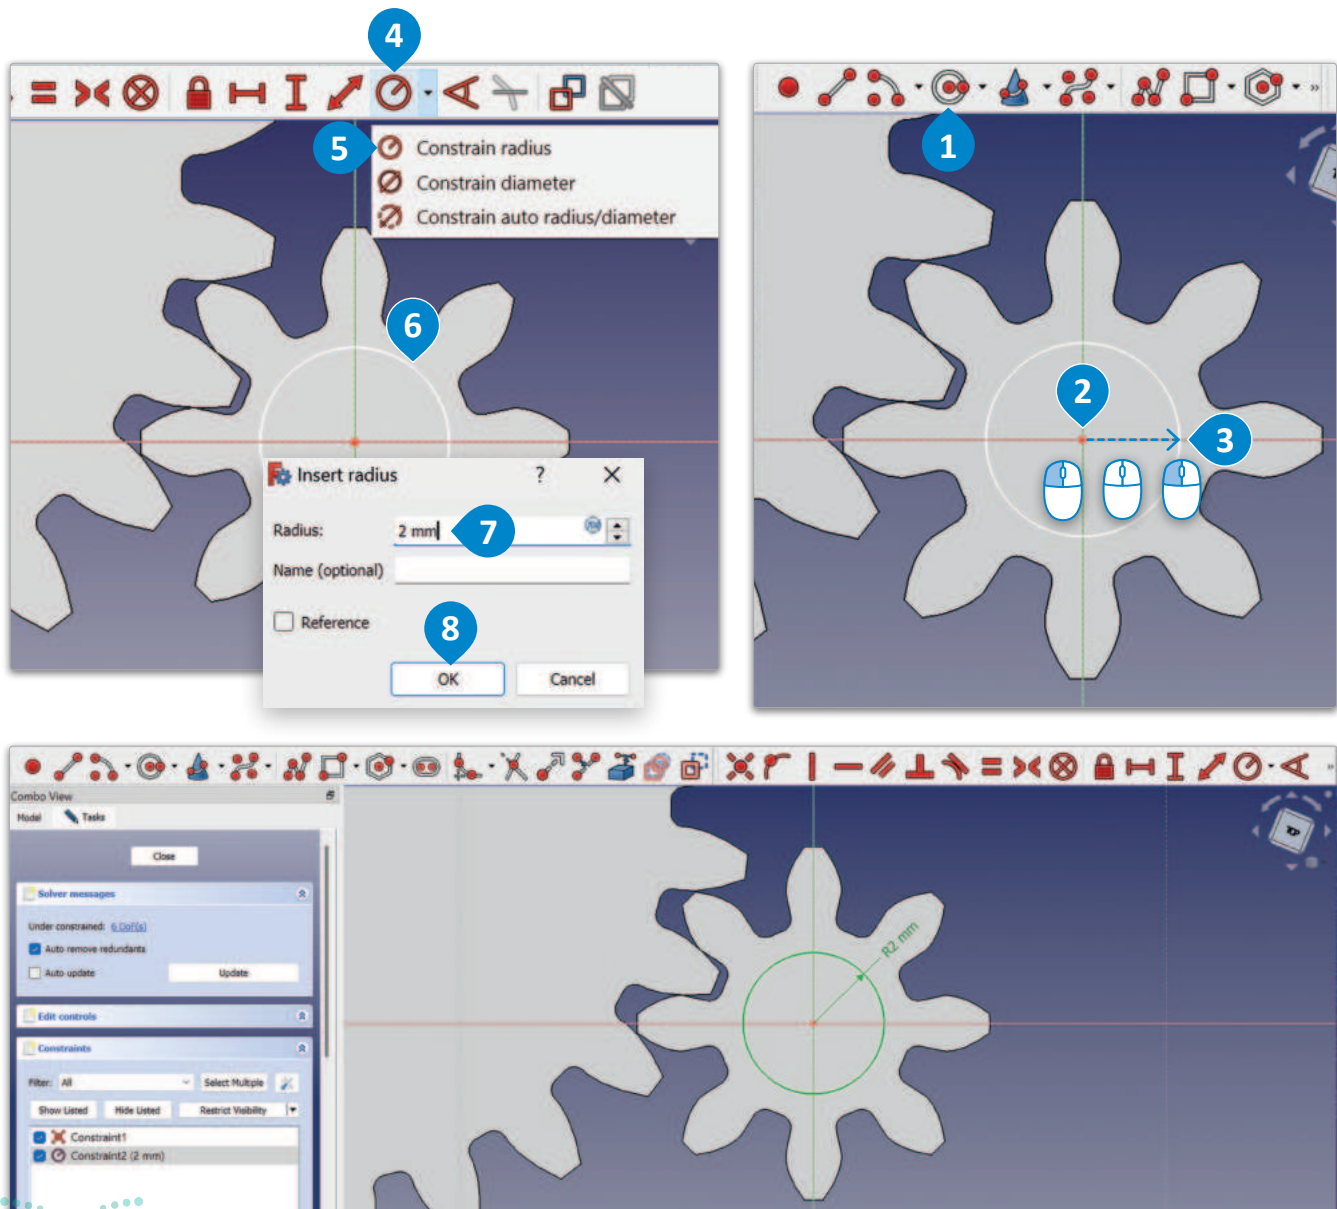 4
5
Constrain radius
Constrain diameter
Constrain auto radius/diameter
6
Insert radius
?
Radius:
2 mm
7
Name (optional)
Reference
8
OK
Cancel
»
1
2
3
Combo View
Model
Tasks
Close
Solver messages
Under constrained: 6 DoF(s)
Auto remove redundants
Auto update
Update
Edit controls
Constraints
Filter:
All
Select Multiple
Show Listed
Hide Listed
Restrict Visibility
Constraint1
Constraint2 (2 mm)
R2 mm
TOP